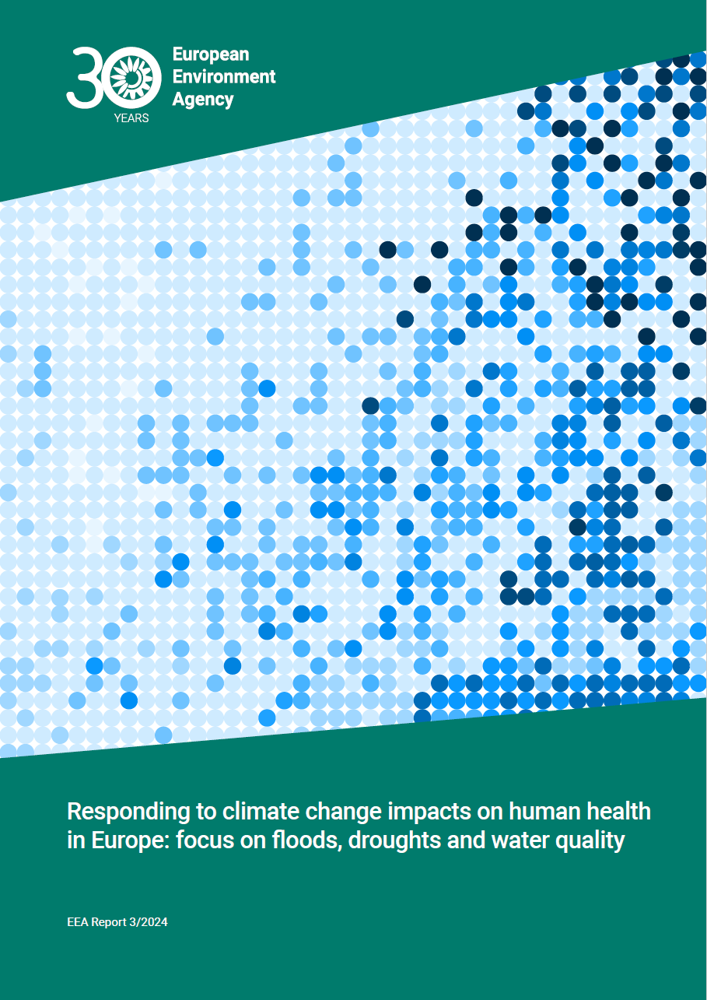 30
YEARS
European
Environment
Agency
Responding to climate change impacts on human health
in Europe: focus on floods, droughts and water quality
EEA Report 3/2024